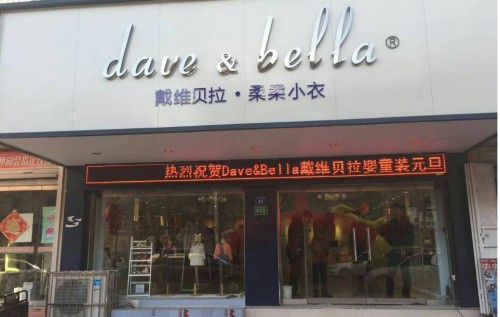 dave & bella®
戴维贝拉·柔柔小衣
热烈祝贺Dave&Bella戴维贝拉婴童装元旦